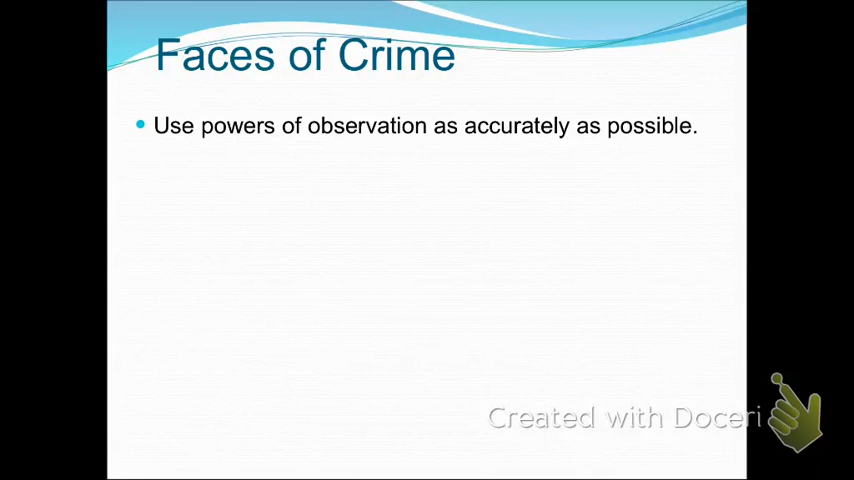 Faces of Crime
Use powers of observation as accurately as possible.
Created with Doceri